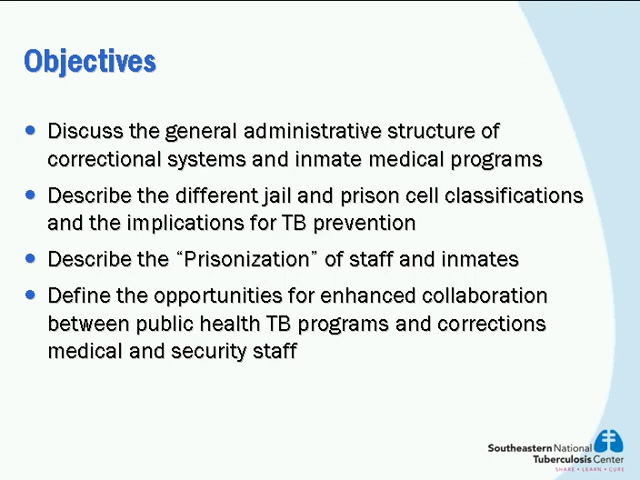 Objectives
• Discuss the general administrative structure of
correctional systems and inmate medical programs
• Describe the different jail and prison cell classifications
and the implications for TB prevention
• Describe the “Prisonization” of staff and inmates
• Define the opportunities for enhanced collaboration
between public health TB programs and corrections
medical and security staff
Southeastern National
Tuberculosis Center
SHARE • LEARN • CURE